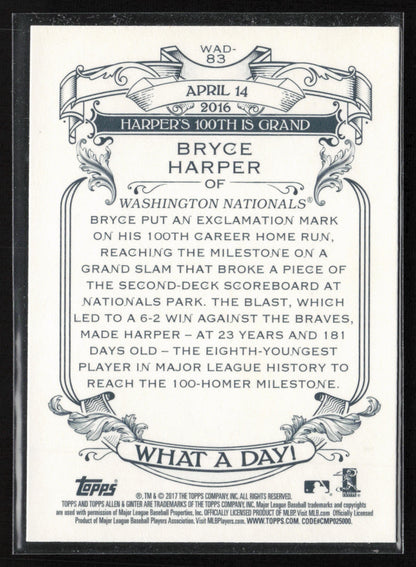 WAD-
83
APRIL 14
2016
HARPER'S 100TH IS GRAND
BRYCE
HARPER
OF
WASHINGTON NATIONALS®
BRYCE PUT AN EXCLAMATION MARK
ON HIS 100TH CAREER HOME RUN,
REACHING THE MILESTONE ON A
GRAND SLAM THAT BROKE A PIECE OF
THE SECOND-DECK SCOREBOARD AT
NATIONALS PARK. THE BLAST, WHICH
LED TO A 6-2 WIN AGAINST THE BRAVES,
MADE HARPER – AT 23 YEARS AND 181
DAYS OLD – THE EIGHTH-YOUNGEST
PLAYER IN MAJOR LEAGUE HISTORY TO
REACH THE 100-HOMER MILESTONE.
WHAT A DAY!
Topps
®, TM & © 2017 THE TOPPS COMPANY, INC. ALL RIGHTS RESERVED.
TOPPS AND TOPPS ALLEN & GINTER ARE TRADEMARKS OF THE TOPPS COMPANY, INC. Major League Baseball trademarks and copyrights
are used with permission of Major League Baseball Properties, Inc. OFFICIALLY LICENSED PRODUCT OF MLBP. Visit MLB.com Officially Licensed
Product of Major League Baseball Players Association. Visit MLBPlayers.com. WWW.TOPPS.COM. CODE#CMP025000.